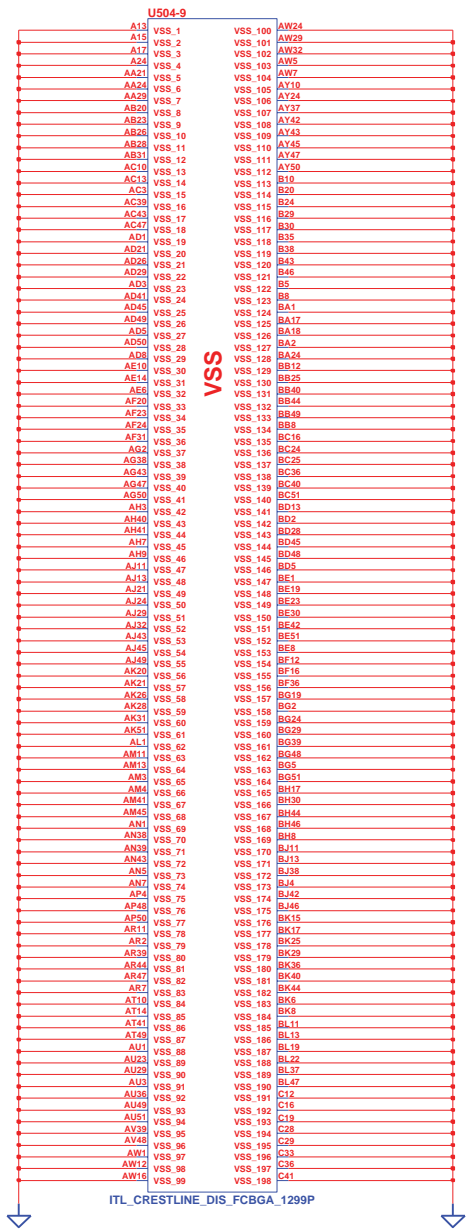 U504-9
A13 VSS_1 VSS_100 AW24
A15 VSS_2 VSS_101 AW29
A17 VSS_3 VSS_102 AW32
A24 VSS_4 VSS_103 AW5
AA21 VSS_5 VSS_104 AW7
AA24 VSS_6 VSS_105 AY10
AA29 VSS_7 VSS_106 AY24
AB20 VSS_8 VSS_107 AY37
AB23 VSS_9 VSS_108 AY42
AB26 VSS_10 VSS_109 AY43
AB28 VSS_11 VSS_110 AY45
AB31 VSS_12 VSS_111 AY47
AC10 VSS_13 VSS_112 AY50
AC13 VSS_14 VSS_113 B10
AC3 VSS_15 VSS_114 B20
AC39 VSS_16 VSS_115 B24
AC43 VSS_17 VSS_116 B29
AC47 VSS_18 VSS_117 B30
AD1 VSS_19 VSS_118 B35
AD21 VSS_20 VSS_119 B38
AD26 VSS_21 VSS_120 B43
AD29 VSS_22 VSS_121 B46
AD3 VSS_23 VSS_122 B5
AD41 VSS_24 VSS_123 B8
AD45 VSS_25 VSS_124 BA1
AD49 VSS_26 VSS_125 BA17
AD5 VSS_27 VSS_126 BA18
AD50 VSS_28 VSS_127 BA2
AD8 VSS_29 VSS_128 BA24
AE10 VSS_30 VSS_129 BB12
AE14 VSS_31 VSS_130 BB25
AE6 VSS_32 VSS_131 BB40
VSS
AF20 VSS_33 VSS_132 BB44
AF23 VSS_34 VSS_133 BB49
AF24 VSS_35 VSS_134 BB8
AF31 VSS_36 VSS_135 BC16
AG2 VSS_37 VSS_136 BC24
AG38 VSS_38 VSS_137 BC25
AG43 VSS_39 VSS_138 BC36
AG47 VSS_40 VSS_139 BC40
AG50 VSS_41 VSS_140 BC51
AH3 VSS_42 VSS_141 BD13
AH40 VSS_43 VSS_142 BD2
AH41 VSS_44 VSS_143 BD28
AH7 VSS_45 VSS_144 BD45
AH9 VSS_46 VSS_145 BD48
AJ11 VSS_47 VSS_146 BD5
AJ13 VSS_48 VSS_147 BE1
AJ21 VSS_49 VSS_148 BE19
AJ24 VSS_50 VSS_149 BE23
AJ29 VSS_51 VSS_150 BE30
AJ32 VSS_52 VSS_151 BE42
AJ43 VSS_53 VSS_152 BE51
AJ45 VSS_54 VSS_153 BE8
AJ49 VSS_55 VSS_154 BF12
AK20 VSS_56 VSS_155 BF16
AK21 VSS_57 VSS_156 BF36
AK26 VSS_58 VSS_157 BG19
AK28 VSS_59 VSS_158 BG2
AK31 VSS_60 VSS_159 BG24
AK51 VSS_61 VSS_160 BG29
AL1 VSS_62 VSS_161 BG39
AM11 VSS_63 VSS_162 BG48
AM13 VSS_64 VSS_163 BG5
AM3 VSS_65 VSS_164 BG51
AM4 VSS_66 VSS_165 BH17
AM41 VSS_67 VSS_166 BH30
AM45 VSS_68 VSS_167 BH44
AN1 VSS_69 VSS_168 BH46
AN38 VSS_70 VSS_169 BH8
AN39 VSS_71 VSS_170 BJ11
AN43 VSS_72 VSS_171 BJ13
AN5 VSS_73 VSS_172 BJ38
AN7 VSS_74 VSS_173 BJ4
AP4 VSS_75 VSS_174 BJ42
AP48 VSS_76 VSS_175 BJ46
AP50 VSS_77 VSS_176 BK15
AR11 VSS_78 VSS_177 BK17
AR2 VSS_79 VSS_178 BK25
AR39 VSS_80 VSS_179 BK29
AR44 VSS_81 VSS_180 BK36
AR47 VSS_82 VSS_181 BK40
AR7 VSS_83 VSS_182 BK44
AT10 VSS_84 VSS_183 BK6
AT14 VSS_85 VSS_184 BK8
AT41 VSS_86 VSS_185 BL11
AT49 VSS_87 VSS_186 BL13
AU1 VSS_88 VSS_187 BL19
AU23 VSS_89 VSS_188 BL22
AU29 VSS_90 VSS_189 BL37
AU3 VSS_91 VSS_190 BL47
AU36 VSS_92 VSS_191 C12
AU49 VSS_93 VSS_192 C16
AU51 VSS_94 VSS_193 C19
AV39 VSS_95 VSS_194 C28
AV48 VSS_96 VSS_195 C29
AW1 VSS_97 VSS_196 C33
AW12 VSS_98 VSS_197 C36
AW16 VSS_99 VSS_198 C41
ITL_CRESTLINE_DIS_FCBGA_1299P